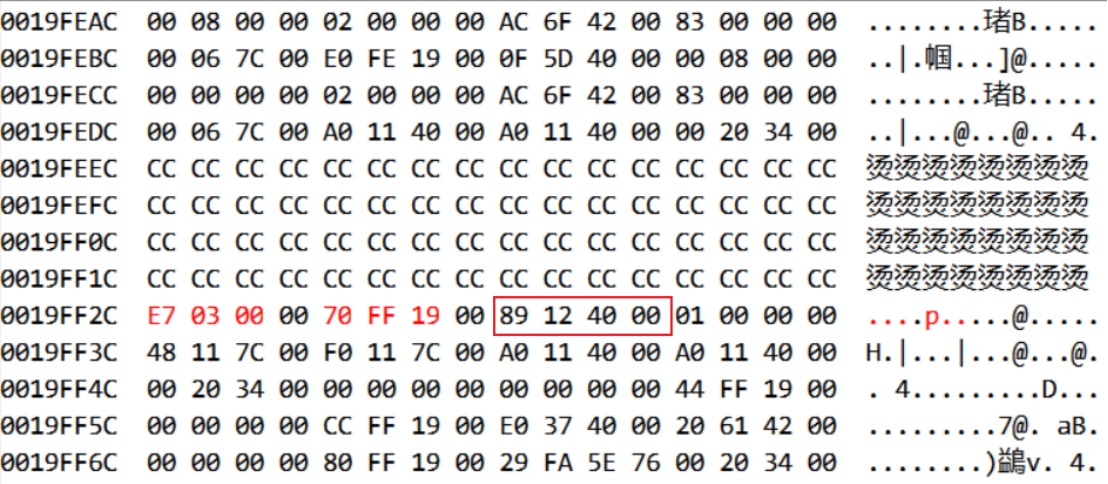 0019FEAC 00 08 00 00 02 00 00 00 AC 6F 42 00 83 00 00 00 ........瑵B.....
0019FEBC 00 06 7C 00 E0 FE 19 00 0F 5D 40 00 00 08 00 00 ..|.帼...]@.....
0019FECC 00 00 00 00 02 00 00 00 AC 6F 42 00 83 00 00 00 ........瑵B.....
0019FEDC 00 06 7C 00 A0 11 40 00 A0 11 40 00 00 20 34 00 ..|...@...@.. 4.
0019FEEC CC CC CC CC CC CC CC CC CC CC CC CC CC CC CC CC 烫烫烫烫烫烫烫烫
0019FEFC CC CC CC CC CC CC CC CC CC CC CC CC CC CC CC CC 烫烫烫烫烫烫烫烫
0019FF0C CC CC CC CC CC CC CC CC CC CC CC CC CC CC CC CC 烫烫烫烫烫烫烫烫
0019FF1C CC CC CC CC CC CC CC CC CC CC CC CC CC CC CC CC 烫烫烫烫烫烫烫烫
0019FF2C E7 03 00 00 70 FF 19 00 89 12 40 00 01 00 00 00 ....p.....@.....
0019FF3C 48 11 7C 00 F0 11 7C 00 A0 11 40 00 A0 11 40 00 H.|...|...@...@.
0019FF4C 00 20 34 00 00 00 00 00 00 00 00 00 44 FF 19 00 . 4.........D...
0019FF5C 00 00 00 00 CC FF 19 00 E0 37 40 00 20 61 42 00 .........7@. aB.
0019FF6C 00 00 00 00 80 FF 19 00 29 FA 5E 76 00 20 34 00 ........)鷁v. 4.